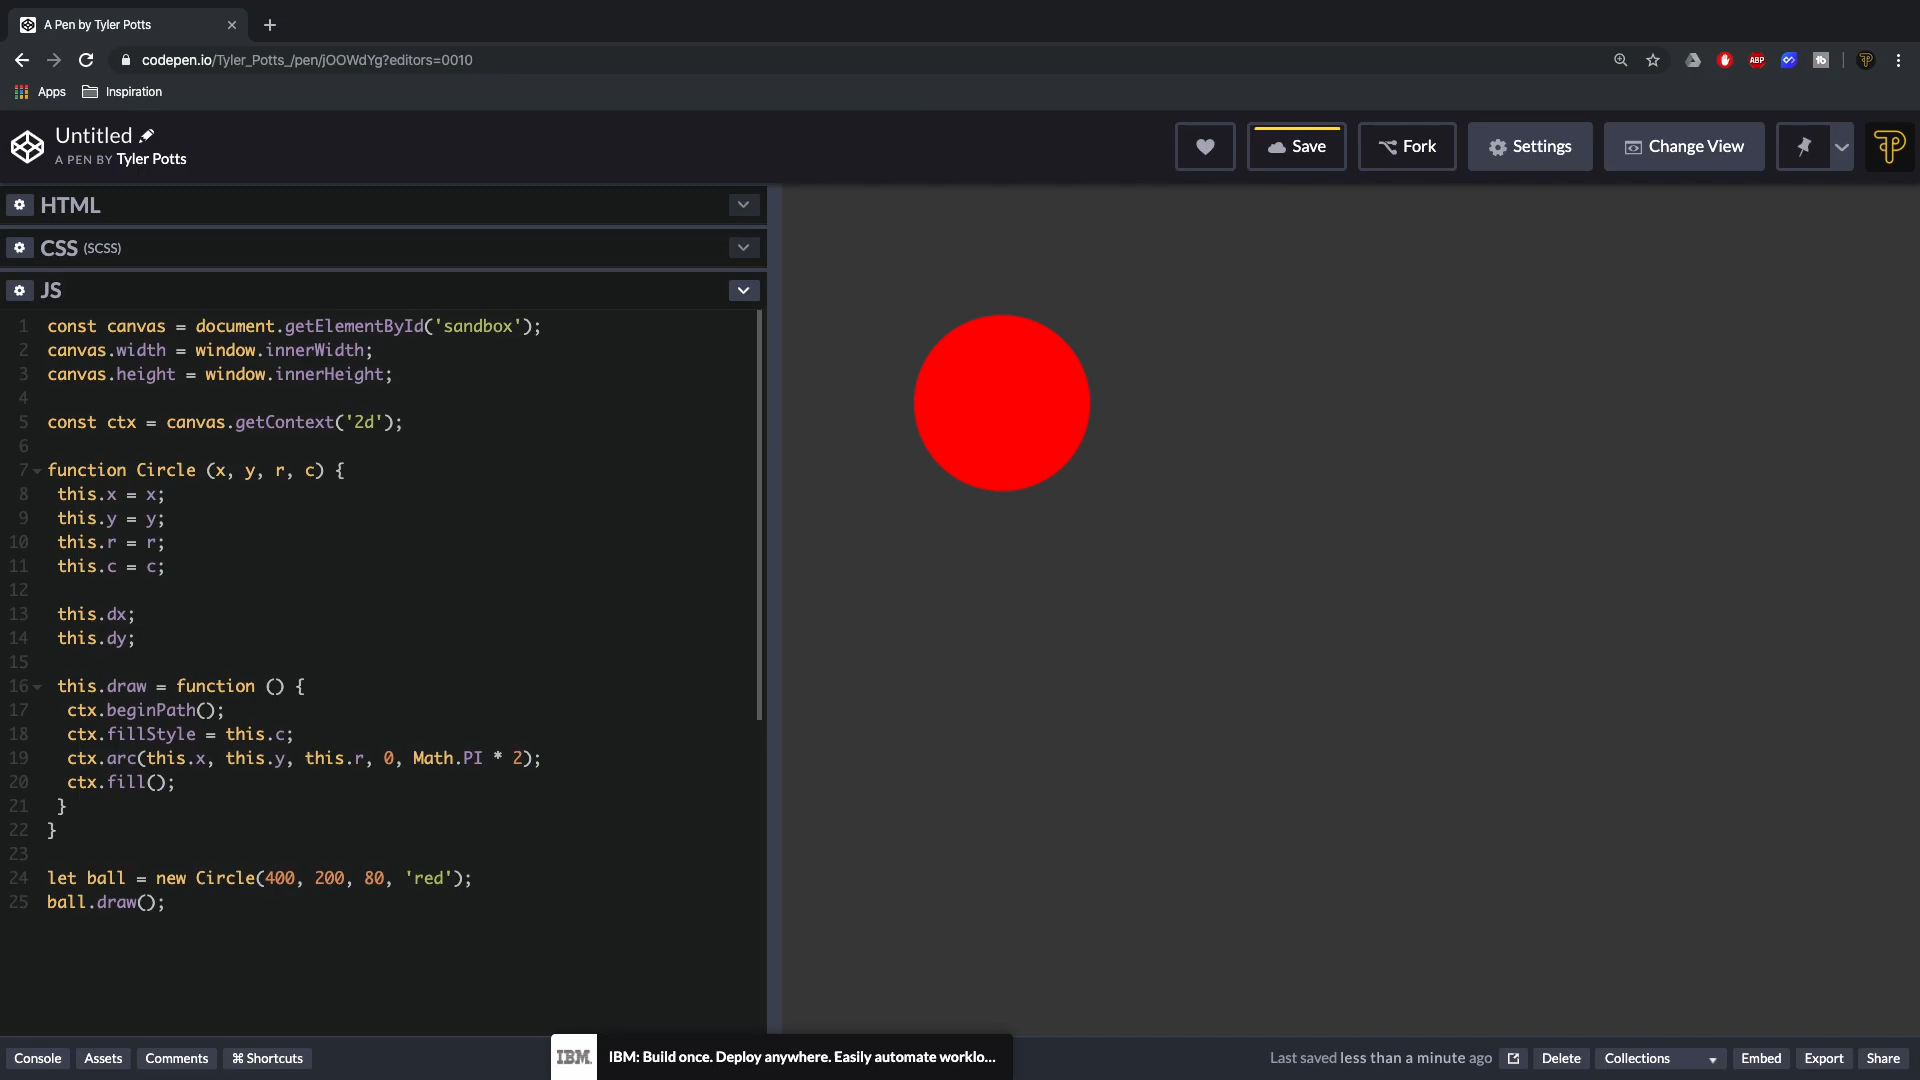 A Pen by Tyler Potts
codepen.io/Tyler_Potts_/pen/jOOWdYg?editors=0010
Apps
Inspiration
ABP
Untitled
A PEN BY Tyler Potts
Save
Fork
Settings
Change View
HTML
CSS (SCSS)
JS
1 const canvas = document.getElementById('sandbox');
2 canvas.width = window.innerWidth;
3 canvas.height = window.innerHeight;
4
5 const ctx = canvas.getContext('2d');
6
7 function Circle (x, y, r, c) {
8 this.x = x;
9 this.y = y;
10 this.r = r;
11 this.c = c;
12
13 this.dx;
14 this.dy;
15
16 this.draw = function () {
17 ctx.beginPath();
18 ctx.fillStyle = this.c;
19 ctx.arc(this.x, this.y, this.r, 0, Math.PI * 2);
20 ctx.fill();
21 }
22 }
23
24 let ball = new Circle(400, 200, 80, 'red');
25 ball.draw();
Console
Assets
Comments
⌘ Shortcuts
IBM.
IBM: Build once. Deploy anywhere. Easily automate worklo...
Last saved less than a minute ago
Delete
Collections
Embed
Export
Share